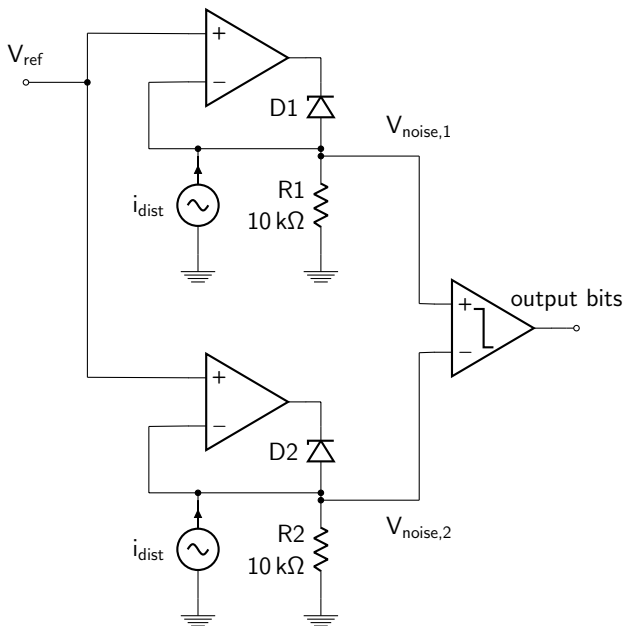 V_ref
+
−
D1
V_noise,1
i_dist
R1
10 kΩ
output bits
+
−
+
−
D2
V_noise,2
i_dist
R2
10 kΩ